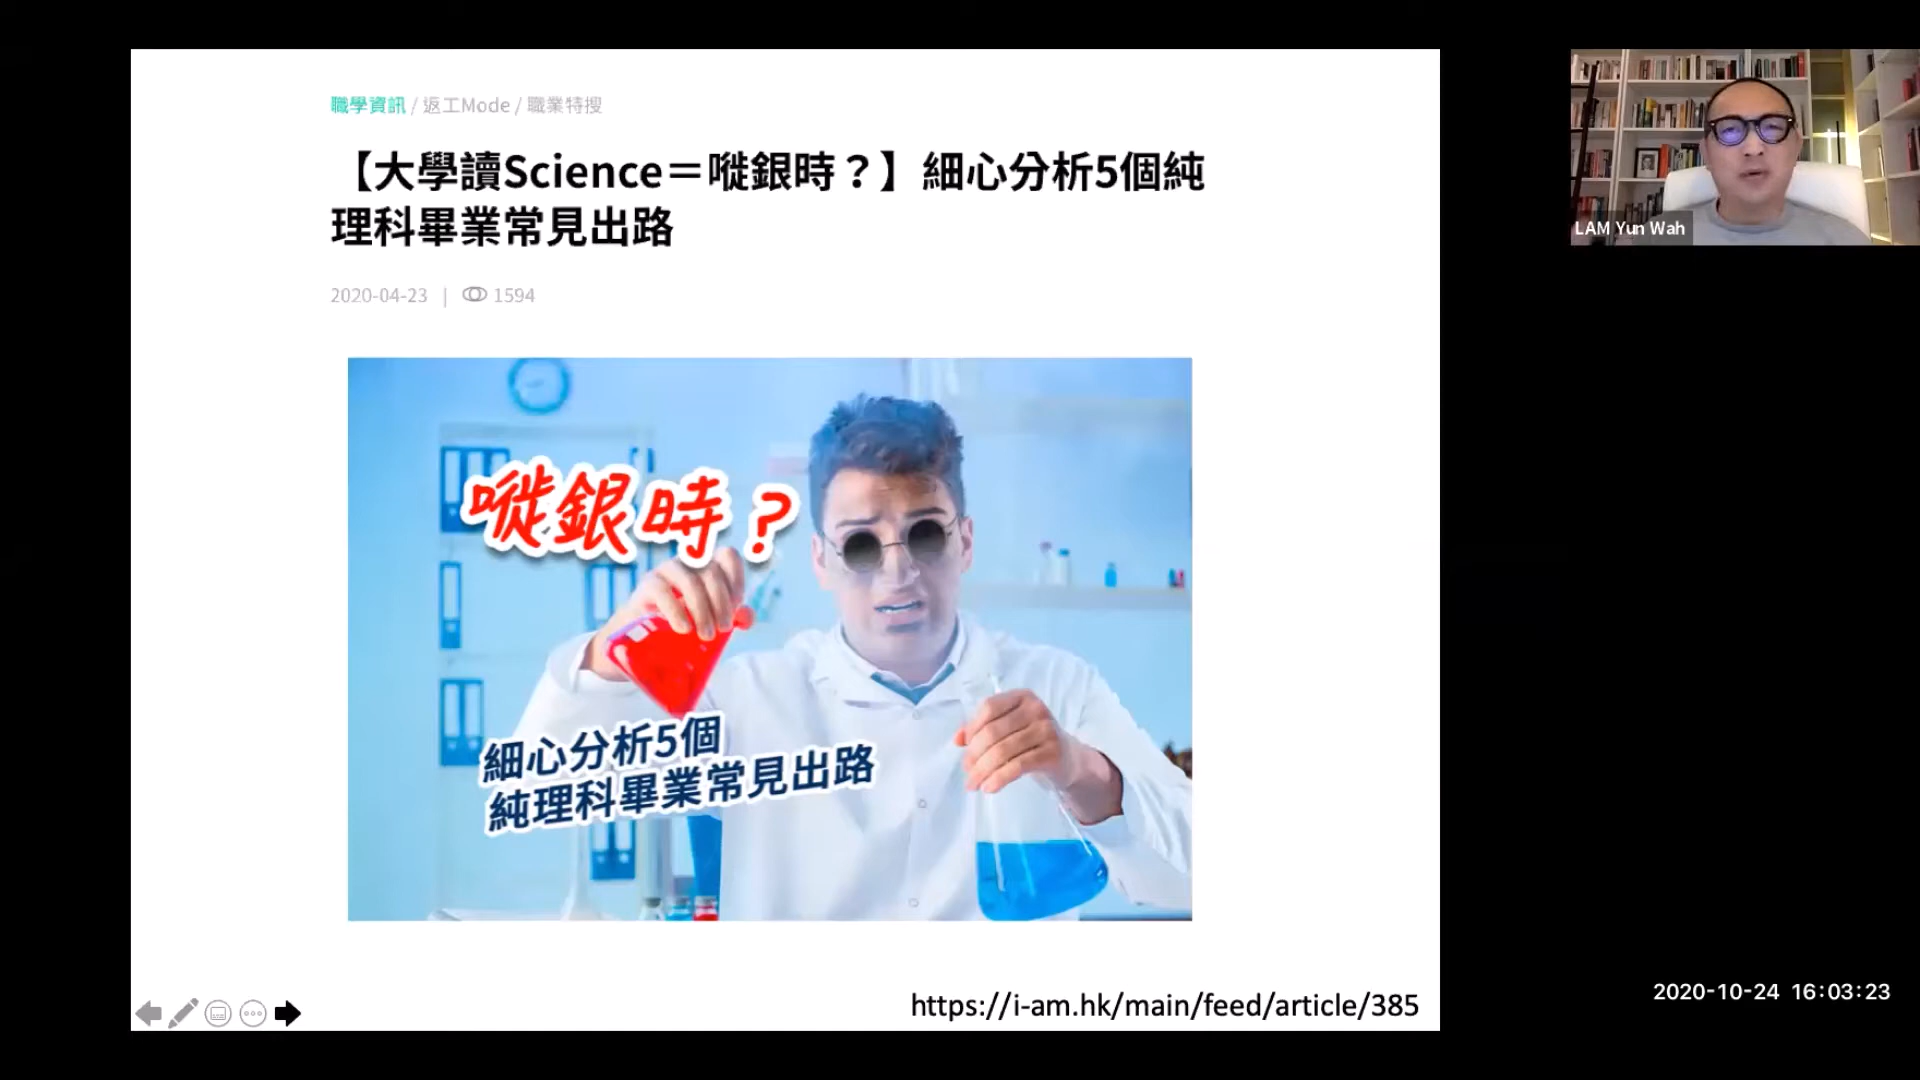 職學資訊 / 返工Mode / 職業特搜
【大學讀Science＝嘥銀時？】細心分析5個純
理科畢業常見出路
2020-04-23 | 1594
嘥銀時？
細心分析5個
純理科畢業常見出路
https://i-am.hk/main/feed/article/385
LAM Yun Wah
2020-10-24 16:03:23